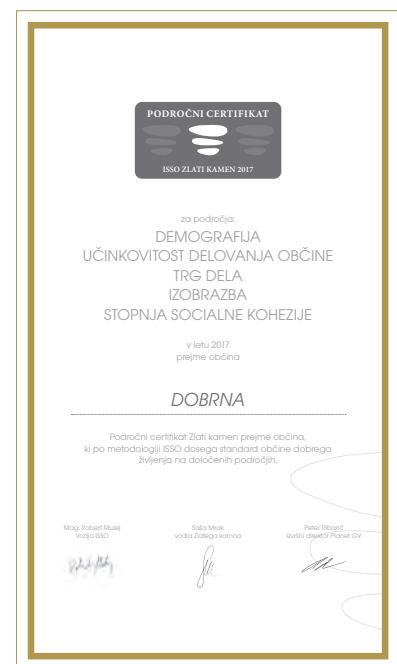 PODROČNI CERTIFIKAT
ISSO ZLATI KAMEN 2017
za področja:
DEMOGRAFIJA
UČINKOVITOST DELOVANJA OBČINE
TRG DELA
IZOBRAZBA
STOPNJA SOCIALNE KOHEZIJE
v letu 2017
prejme občina
DOBRNA
Področni certifikat Zlati kamen prejme občina,
ki po metodologiji ISSO dosega standard občine dobrega
življenja na določenih področjih.
Mag. Robert Mulej
Vodja ISSO
Saša Mrak
vodja Zlatega kamna
Peter Ribarič
Izvršni direktor Planet GV